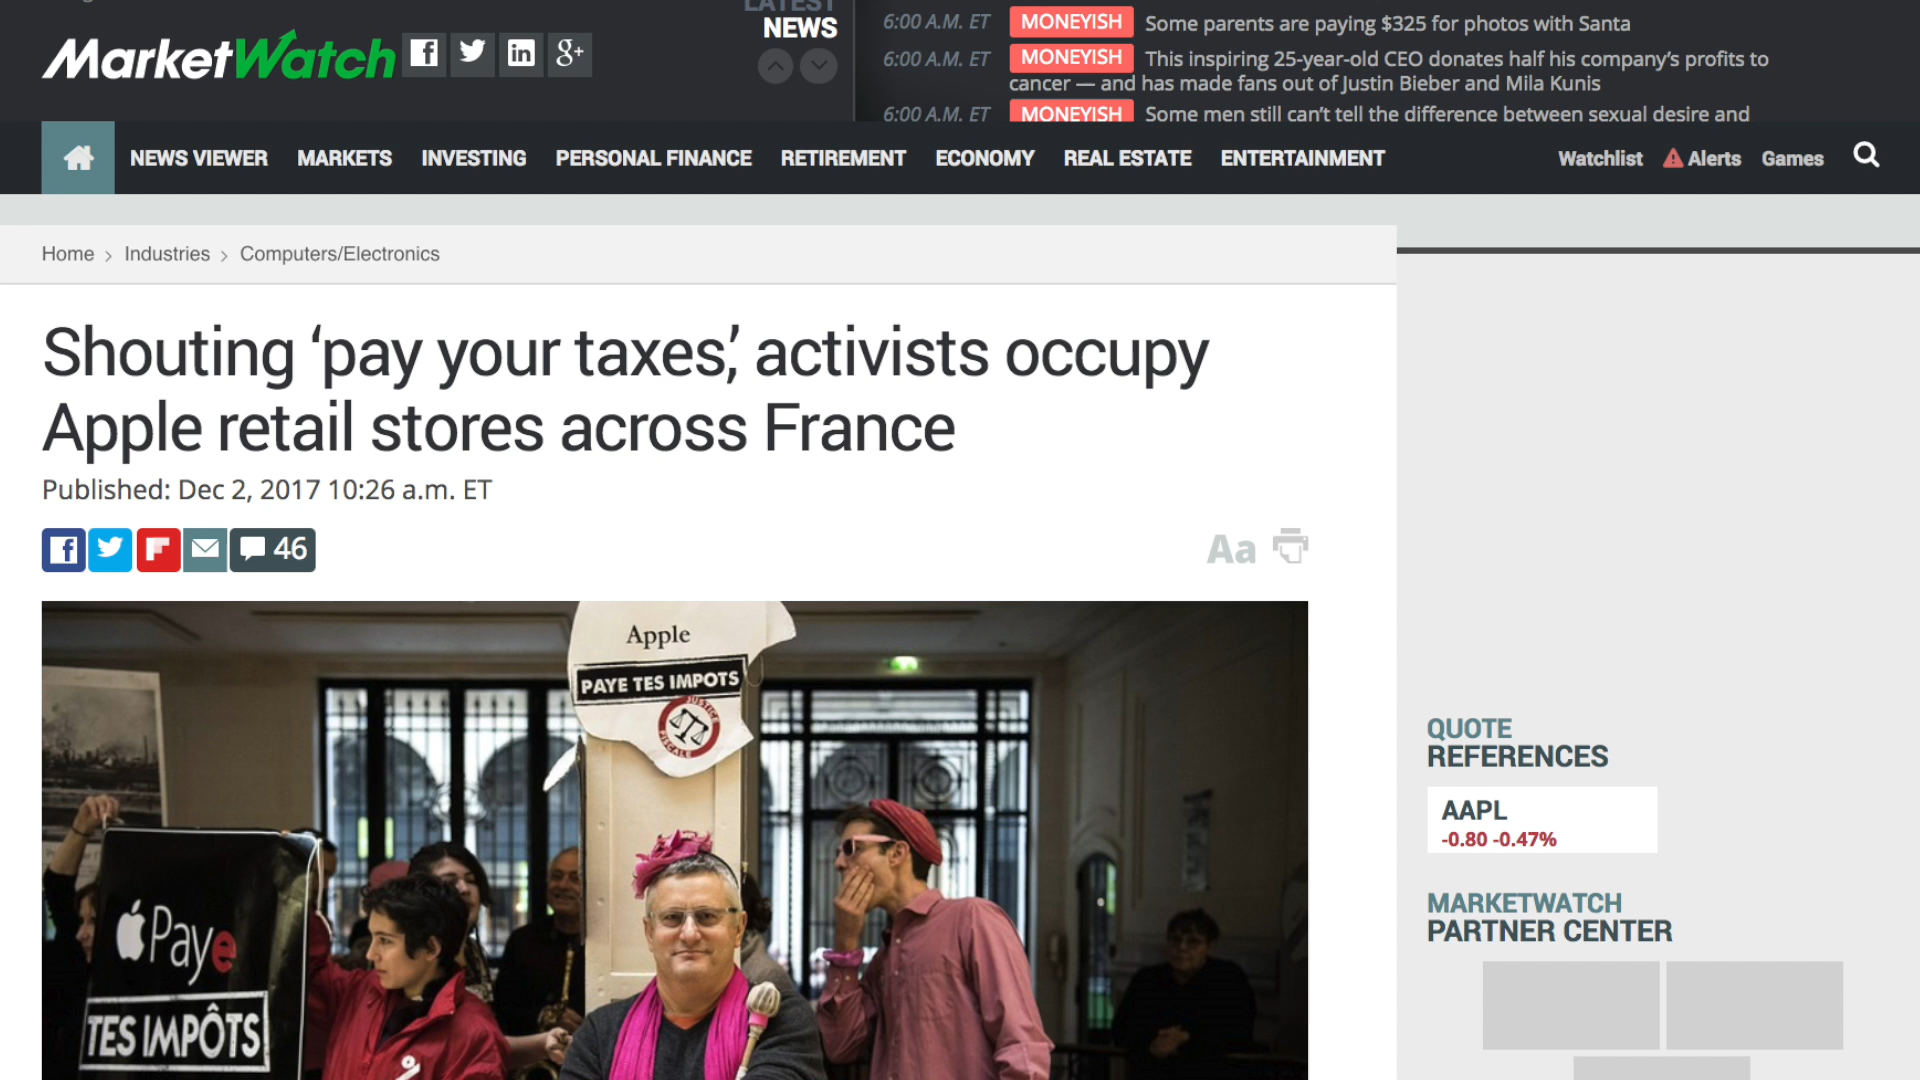 LATEST
NEWS
MarketWatch
6:00 A.M. ET MONEYISH Some parents are paying $325 for photos with Santa
6:00 A.M. ET MONEYISH This inspiring 25-year-old CEO donates half his company’s profits to
cancer — and has made fans out of Justin Bieber and Mila Kunis
6:00 A.M. ET MONEYISH Some men still can’t tell the difference between sexual desire and
NEWS VIEWER MARKETS INVESTING PERSONAL FINANCE RETIREMENT ECONOMY REAL ESTATE ENTERTAINMENT Watchlist Alerts Games
Home › Industries › Computers/Electronics
Shouting ‘pay your taxes,’ activists occupy
Apple retail stores across France
Published: Dec 2, 2017 10:26 a.m. ET
46
Aa
Apple
PAYE TES IMPOTS
JUSTICE
FISCALE
Paye
TES IMPÔTS
QUOTE
REFERENCES
AAPL
-0.80 -0.47%
MARKETWATCH
PARTNER CENTER